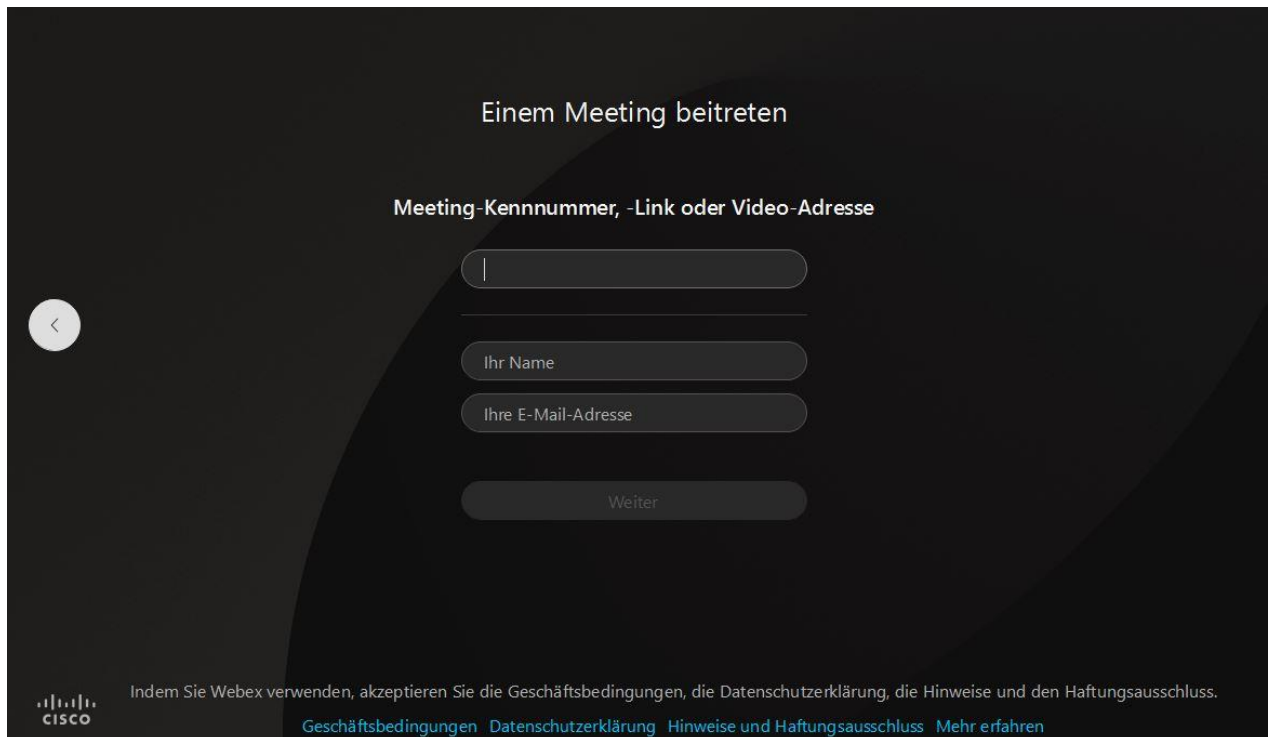 Einem Meeting beitreten
Meeting-Kennnummer, -Link oder Video-Adresse
Ihr Name
Ihre E-Mail-Adresse
Weiter
Indem Sie Webex verwenden, akzeptieren Sie die Geschäftsbedingungen, die Datenschutzerklärung, die Hinweise und den Haftungsausschluss.
CISCO
Geschäftsbedingungen Datenschutzerklärung Hinweise und Haftungsausschluss Mehr erfahren